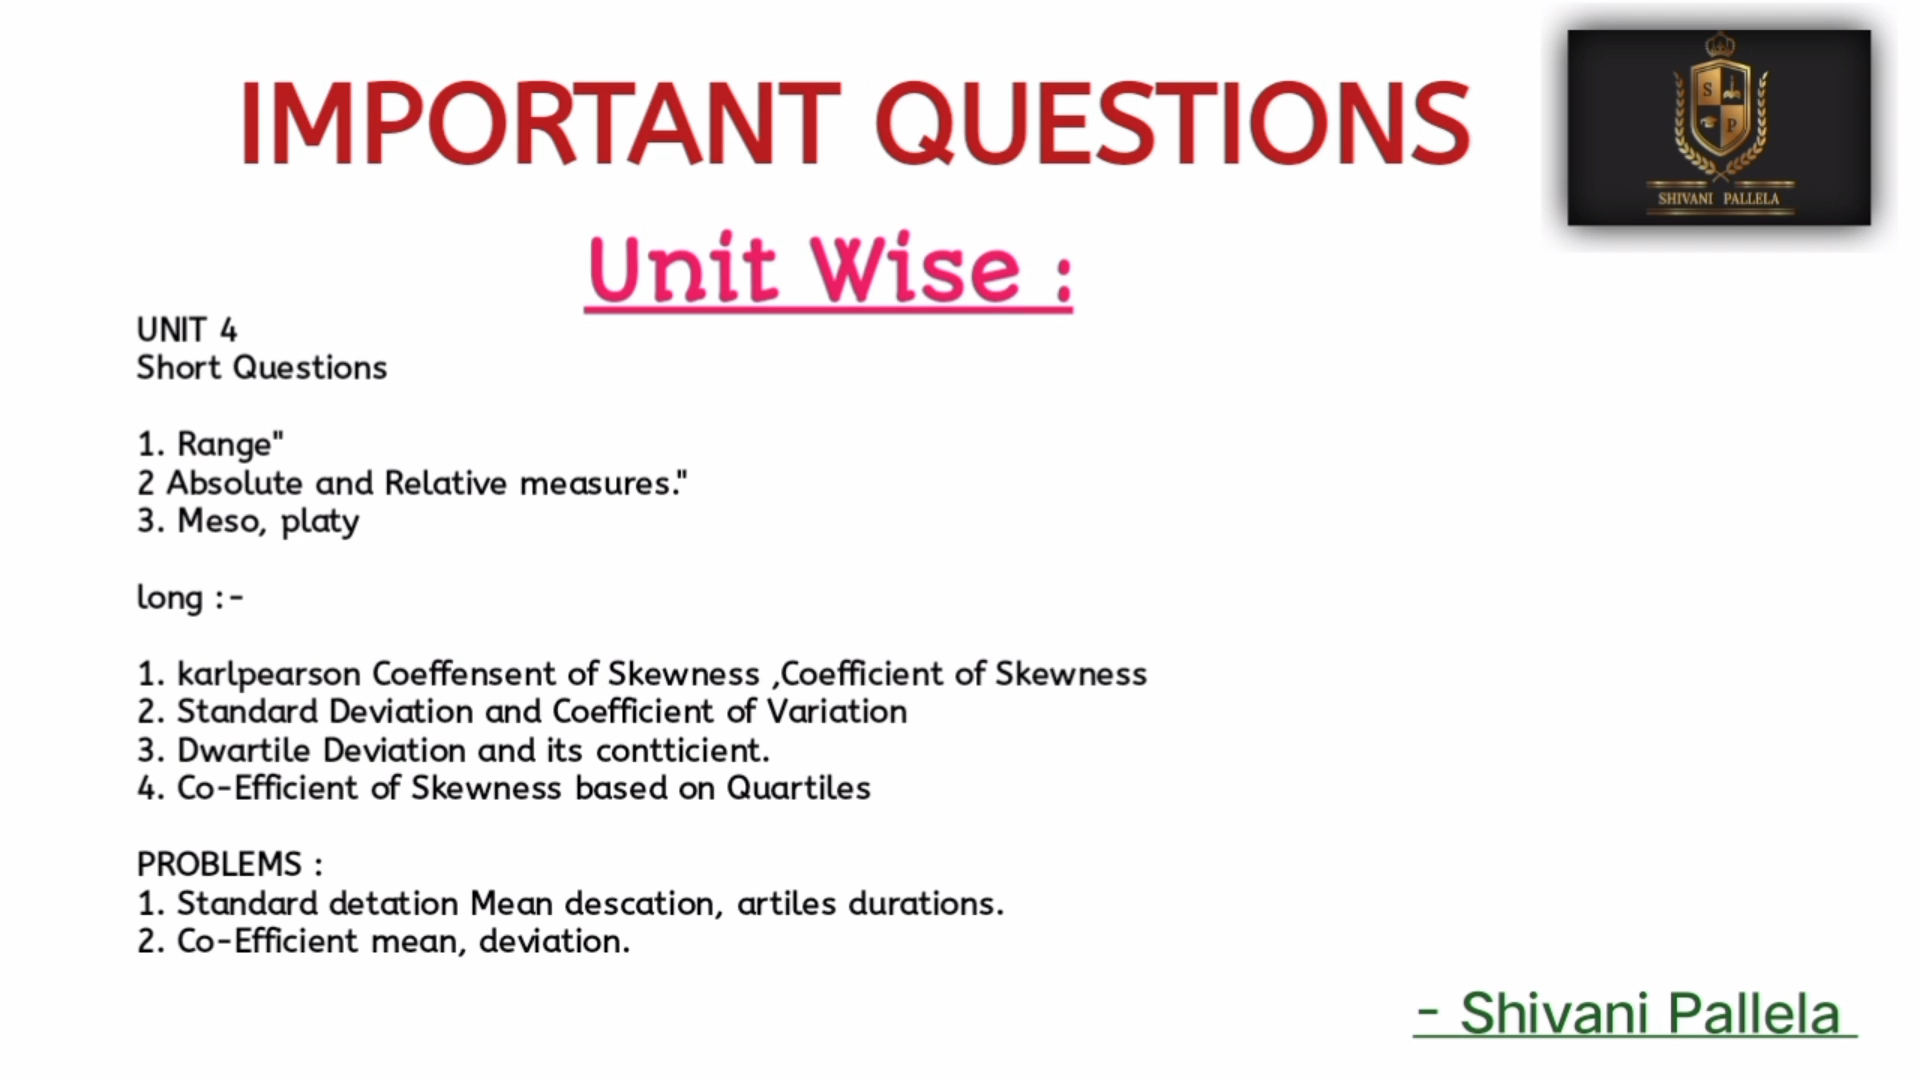 IMPORTANT QUESTIONS
S
P
SHIVANI PALLELA
Unit Wise :
UNIT 4
Short Questions
1. Range"
2 Absolute and Relative measures."
3. Meso, platy
long :-
1. karlpearson Coeffensent of Skewness ,Coefficient of Skewness
2. Standard Deviation and Coefficient of Variation
3. Dwartile Deviation and its contticient.
4. Co-Efficient of Skewness based on Quartiles
PROBLEMS :
1. Standard detation Mean descation, artiles durations.
2. Co-Efficient mean, deviation.
- Shivani Pallela